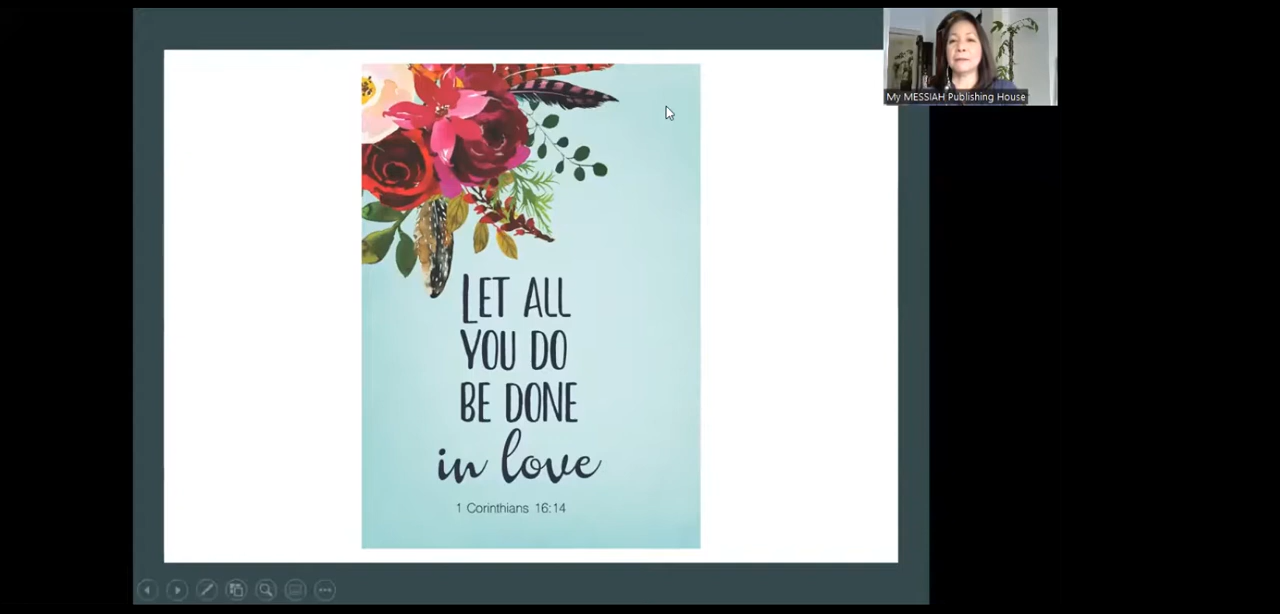 My MESSIAH Publishing House
LET ALL
YOU DO
BE DONE
in love
1 Corinthians 16:14